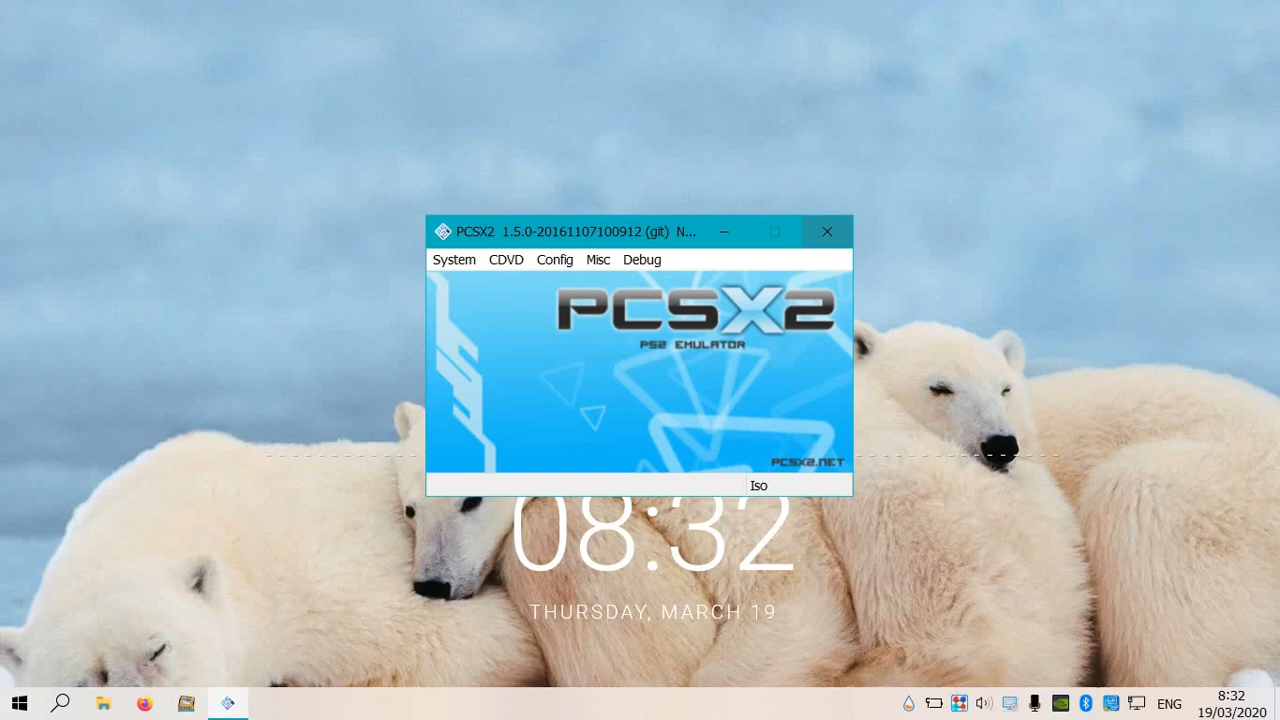 PCSX2 1.5.0-20161107100912 (git) N...
System CDVD Config Misc Debug
PCSX2
PS2 EMULATOR
PCSX2.NET
Iso
08:32
THURSDAY, MARCH 19
ENG
8:32
19/03/2020